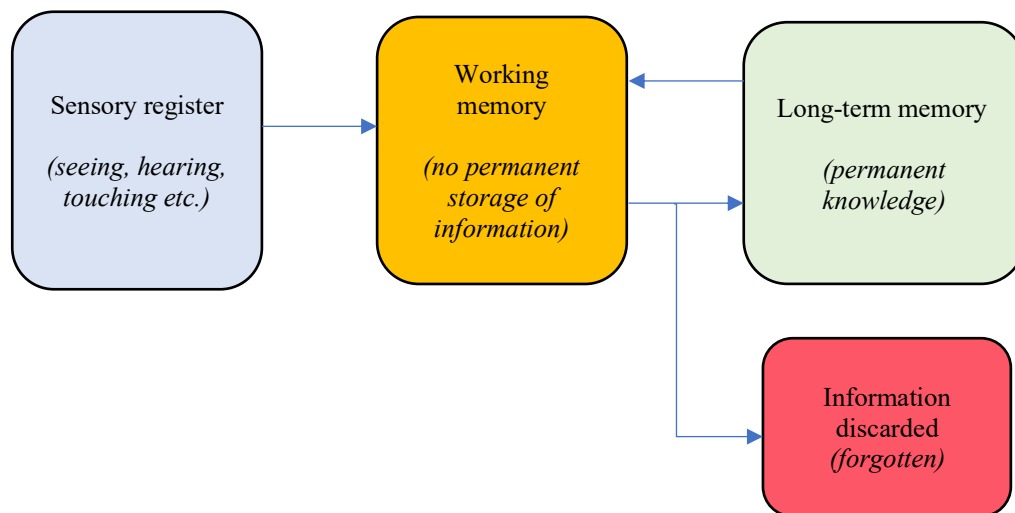 Sensory register
(seeing, hearing,
touching etc.)
Working
memory
(no permanent
storage of
information)
Long-term memory
(permanent
knowledge)
Information
discarded
(forgotten)